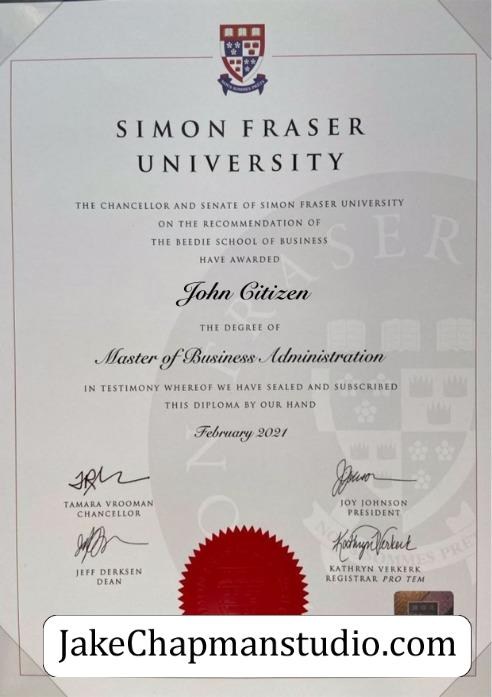 SIMON FRASER
UNIVERSITY
THE CHANCELLOR AND SENATE OF SIMON FRASER UNIVERSITY
ON THE RECOMMENDATION OF
THE BEEDIE SCHOOL OF BUSINESS
HAVE AWARDED
John Citizen
THE DEGREE OF
Master of Business Administration
IN TESTIMONY WHEREOF WE HAVE SEALED AND SUBSCRIBED
THIS DIPLOMA BY OUR HAND
February 2021
TAMARA VROOMAN
CHANCELLOR
JOY JOHNSON
PRESIDENT
Kathryn Verkerk
JEFF DERKSEN
DEAN
KATHRYN VERKERK
REGISTRAR PRO TEM
JakeChapmanstudio.com